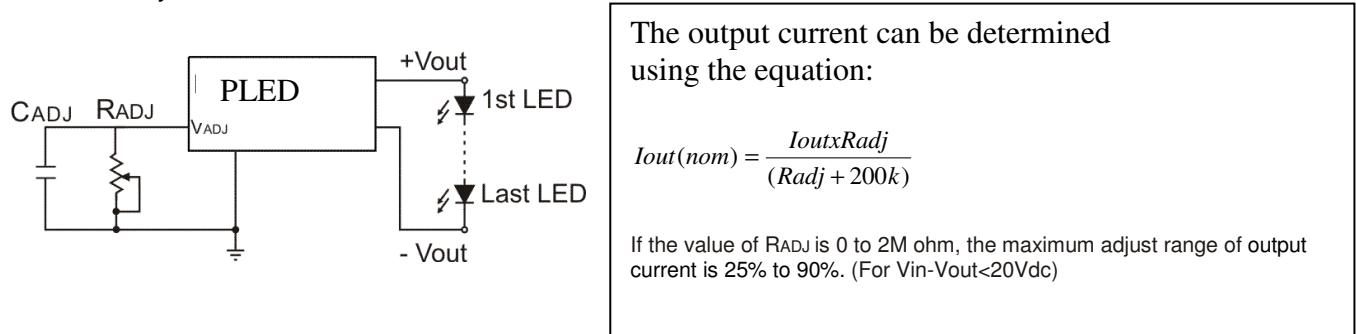 PLED
+Vout
1st LED
CADJ RADJ
VADJ
Last LED
- Vout
The output current can be determined
using the equation:
Iout(nom) = IoutxRadj / (Radj + 200k)
If the value of RADJ is 0 to 2M ohm, the maximum adjust range of output
current is 25% to 90%. (For Vin-Vout<20Vdc)